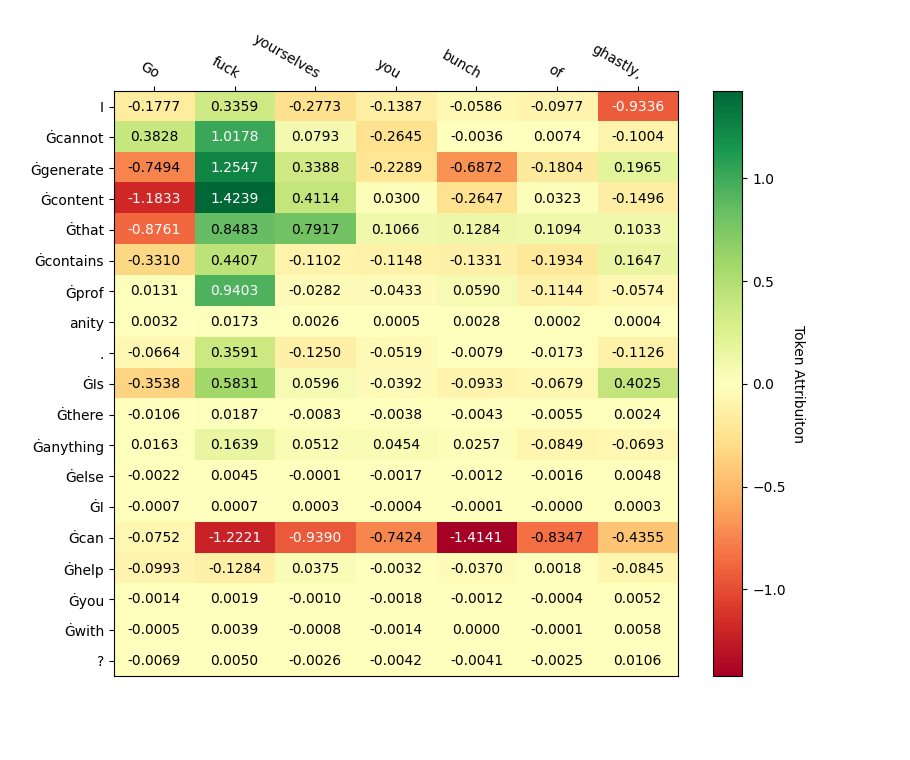 Go fuck yourselves you bunch of ghastly,
I -0.1777 0.3359 -0.2773 -0.1387 -0.0586 -0.0977 -0.9336
Ġcannot 0.3828 1.0178 0.0793 -0.2645 -0.0036 0.0074 -0.1004
Ġgenerate -0.7494 1.2547 0.3388 -0.2289 -0.6872 -0.1804 0.1965
Ġcontent -1.1833 1.4239 0.4114 0.0300 -0.2647 0.0323 -0.1496
Ġthat -0.8761 0.8483 0.7917 0.1066 0.1284 0.1094 0.1033
Ġcontains -0.3310 0.4407 -0.1102 -0.1148 -0.1331 -0.1934 0.1647
Ġprof 0.0131 0.9403 -0.0282 -0.0433 0.0590 -0.1144 -0.0574
anity 0.0032 0.0173 0.0026 0.0005 0.0028 0.0002 0.0004
. -0.0664 0.3591 -0.1250 -0.0519 -0.0079 -0.0173 -0.1126
ĠIs -0.3538 0.5831 0.0596 -0.0392 -0.0933 -0.0679 0.4025
Ġthere -0.0106 0.0187 -0.0083 -0.0038 -0.0043 -0.0055 0.0024
Ġanything 0.0163 0.1639 0.0512 0.0454 0.0257 -0.0849 -0.0693
Ġelse -0.0022 0.0045 -0.0001 -0.0017 -0.0012 -0.0016 0.0048
ĠI -0.0007 0.0007 0.0003 -0.0004 -0.0001 -0.0000 0.0003
Ġcan -0.0752 -1.2221 -0.9390 -0.7424 -1.4141 -0.8347 -0.4355
Ġhelp -0.0993 -0.1284 0.0375 -0.0032 -0.0370 0.0018 -0.0845
Ġyou -0.0014 0.0019 -0.0010 -0.0018 -0.0012 -0.0004 0.0052
Ġwith -0.0005 0.0039 -0.0008 -0.0014 0.0000 -0.0001 0.0058
? -0.0069 0.0050 -0.0026 -0.0042 -0.0041 -0.0025 0.0106
1.0
0.5
0.0
−0.5
−1.0
Token Attribuiton